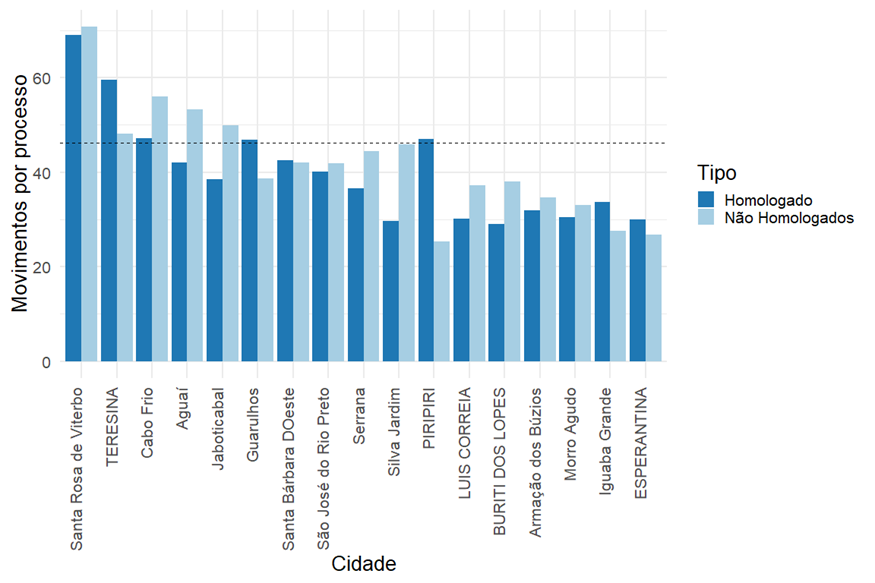 Movimentos por processo
60
40
20
0
Santa Rosa de Viterbo
TERESINA
Cabo Frio
Aguaí
Jaboticabal
Guarulhos
Santa Bárbara DOeste
São José do Rio Preto
Serrana
Silva Jardim
PIRIPIRI
LUIS CORREIA
BURITI DOS LOPES
Armação dos Búzios
Morro Agudo
Iguaba Grande
ESPERANTINA
Cidade
Tipo
Homologado
Não Homologados